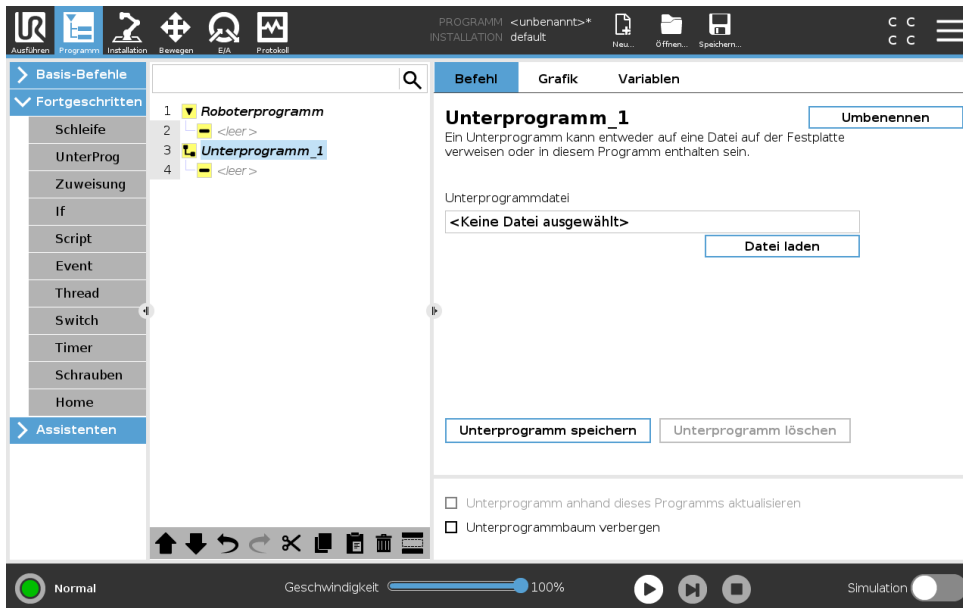 UR
PROGRAMM <unbenannt>*
INSTALLATION default
C C
C C
Ausführen Programm Installation Bewegen E/A Protokoll Neu... Öffnen... Speichern...
Basis-Befehle
Fortgeschritten
Schleife
UnterProg
Zuweisung
If
Script
Event
Thread
Switch
Timer
Schrauben
Home
Assistenten
1 Roboterprogramm
2 <leer>
3 Unterprogramm_1
4 <leer>
Befehl Grafik Variablen
Unterprogramm_1
Umbenennen
Ein Unterprogramm kann entweder auf eine Datei auf der Festplatte
verweisen oder in diesem Programm enthalten sein.
Unterprogrammdatei
<Keine Datei ausgewählt>
Datei laden
Unterprogramm speichern Unterprogramm löschen
Unterprogramm anhand dieses Programms aktualisieren
Unterprogrammbaum verbergen
Normal Geschwindigkeit 100% Simulation